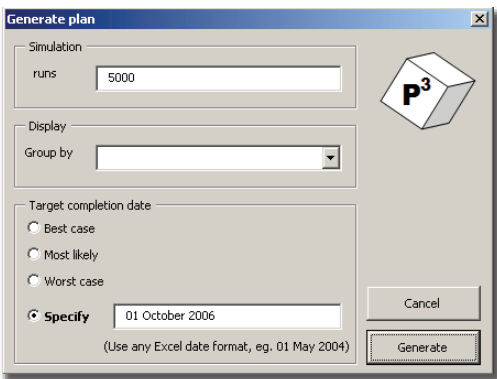 Generate plan
Simulation
runs 5000
P3
Display
Group by
Target completion date
Best case
Most likely
Worst case
Specify 01 October 2006
(Use any Excel date format, eg. 01 May 2004)
Cancel
Generate